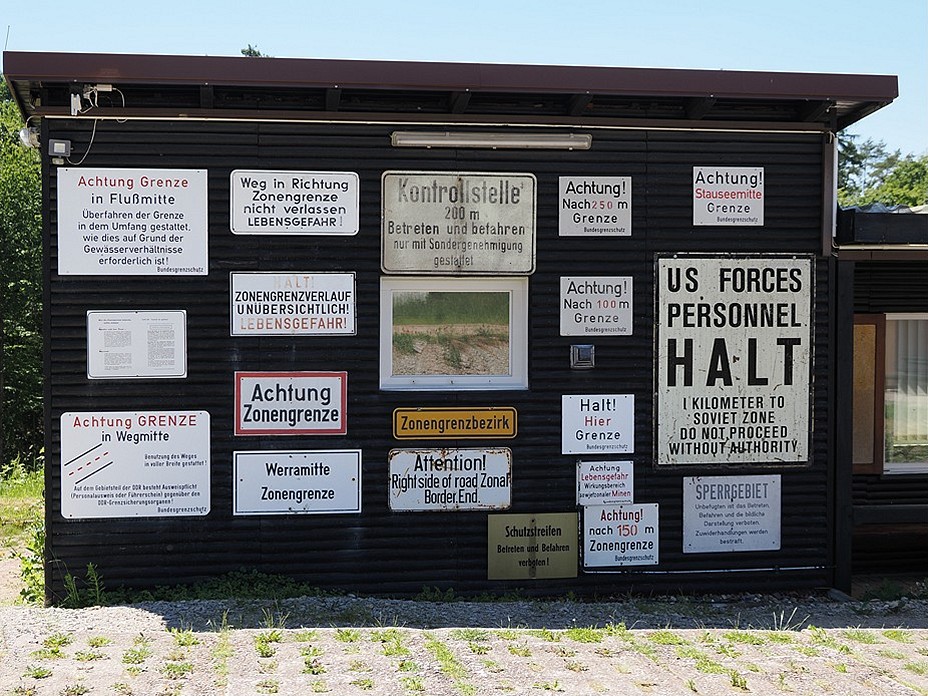 Achtung Grenze
in Flußmitte
Überfahren der Grenze
in dem Umfang gestattet,
wie dies auf Grund der
Gewässerverhältnisse
erforderlich ist!
Bundesgrenzschutz
Weg in Richtung
Zonengrenze
nicht verlassen
LEBENSGEFAHR!
Kontrollstelle
200 m
Betreten und befahren
nur mit Sondergenehmigung
gestattet
Achtung!
Nach 250 m
Grenze
Bundesgrenzschutz
Achtung!
Stauseemitte
Grenze
Bundesgrenzschutz
HALT!
ZONENGRENZVERLAUF
UNÜBERSICHTLICH!
LEBENSGEFAHR!
Achtung!
Nach 100 m
Grenze
Bundesgrenzschutz
US FORCES
PERSONNEL
HALT
1 KILOMETER TO
SOVIET ZONE
DO NOT PROCEED
WITHOUT AUTHORITY
Achtung
Zonengrenze
Zonengrenzbezirk
Halt!
Hier
Grenze
Bundesgrenzschutz
Achtung GRENZE
in Wegmitte
Benutzung des Weges
in voller Breite gestattet!
Auf dem Gebietsteil der DDR besteht Ausweispflicht
(Personalausweis oder Führerschein) gegenüber den
DDR-Grenzsicherungsorganen!
Bundesgrenzschutz
Werramitte
Zonengrenze
Attention!
Right side of road Zonal
Border End.
Achtung
Lebensgefahr
Wirkungsbereich
sowjetzonaler Minen
Bundesgrenzschutz
Schutzstreifen
Betreten und Befahren
verboten!
Achtung!
nach 150 m
Zonengrenze
Bundesgrenzschutz
SPERRGEBIET
Unbefugten ist das Betreten,
Befahren und die bildliche
Darstellung verboten.
Zuwiderhandlungen werden
bestraft.